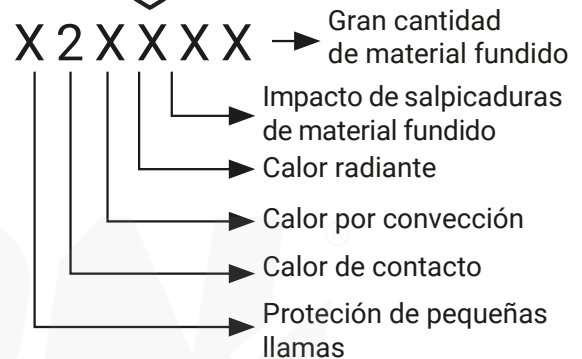 X 2 X X X X
Gran cantidad
de material fundido
Impacto de salpicaduras
de material fundido
Calor radiante
Calor por convección
Calor de contacto
Proteción de pequeñas
llamas